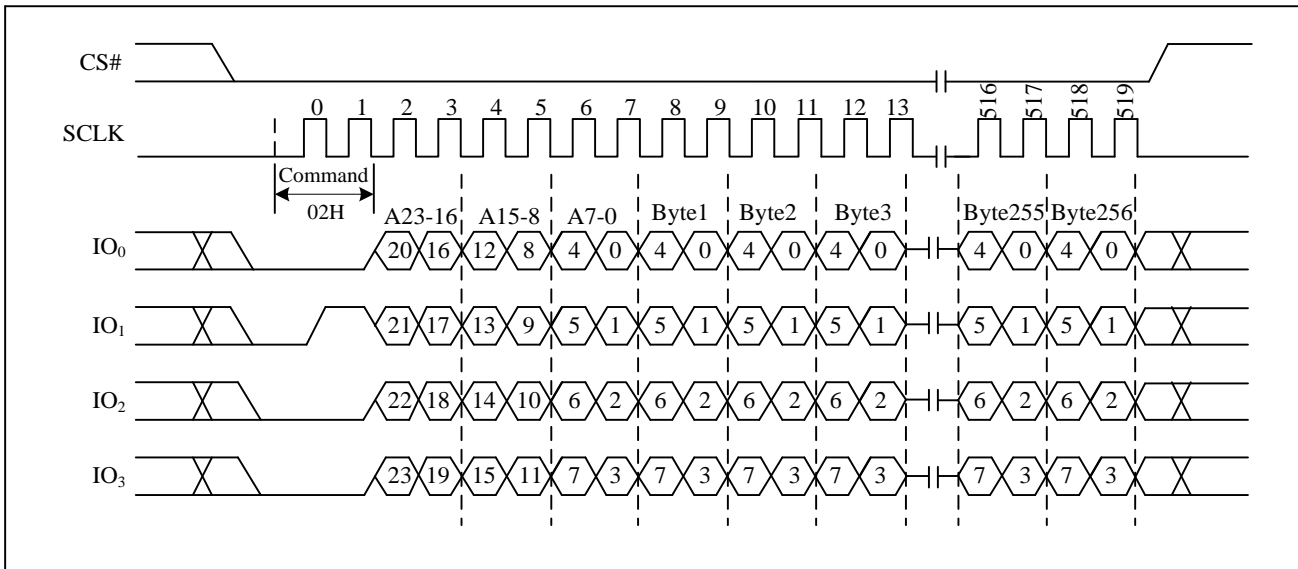 CS#
0 1 2 3 4 5 6 7 8 9 10 11 12 13 516 517 518 519
SCLK
Command
02H
A23-16 A15-8 A7-0 Byte1 Byte2 Byte3 Byte255 Byte256
IO0 20 16 12 8 4 0 4 0 4 0 4 0 4 0 4 0
IO1 21 17 13 9 5 1 5 1 5 1 5 1 5 1 5 1
IO2 22 18 14 10 6 2 6 2 6 2 6 2 6 2 6 2
IO3 23 19 15 11 7 3 7 3 7 3 7 3 7 3 7 3